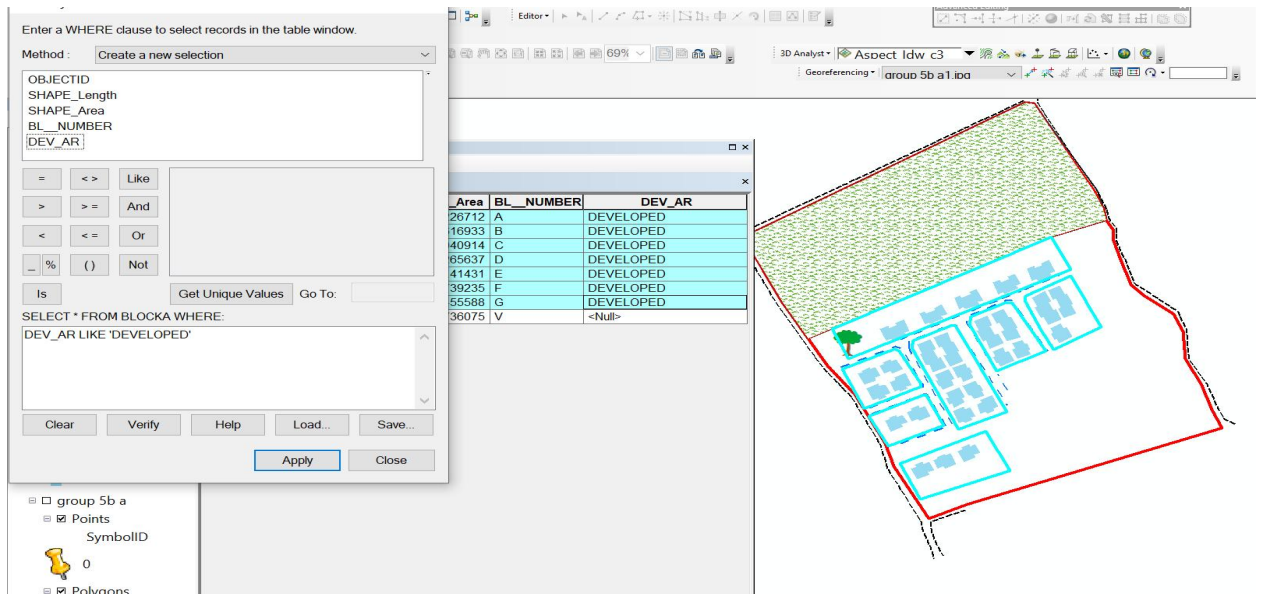 Editor
Enter a WHERE clause to select records in the table window.
Method : Create a new selection
69%
3D Analyst
Aspect_Idw_c3
Georeferencing
group 5b a1.jpg
OBJECTID
SHAPE_Length
SHAPE_Area
BL__NUMBER
DEV_AR
= < > Like
> > = And
< < = Or
_ % ( ) Not
Is Get Unique Values Go To:
SELECT * FROM BLOCKA WHERE:
DEV_AR LIKE 'DEVELOPED'
Clear Verify Help Load... Save...
Apply Close
_Area BL__NUMBER DEV_AR
26712 A DEVELOPED
16933 B DEVELOPED
40914 C DEVELOPED
65637 D DEVELOPED
41431 E DEVELOPED
39235 F DEVELOPED
55588 G DEVELOPED
36075 V <Null>
group 5b a
Points
SymbolID
0
Polygons